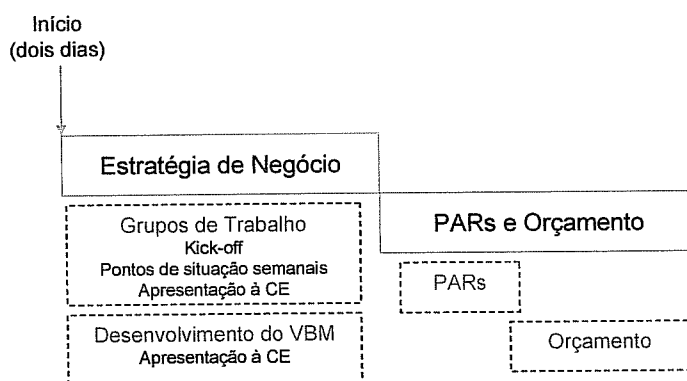 Início
(dois dias)
Estratégia de Negócio
Grupos de Trabalho
Kick-off
Pontos de situação semanais
Apresentação à CE
Desenvolvimento do VBM
Apresentação à CE
PARs e Orçamento
PARs
Orçamento